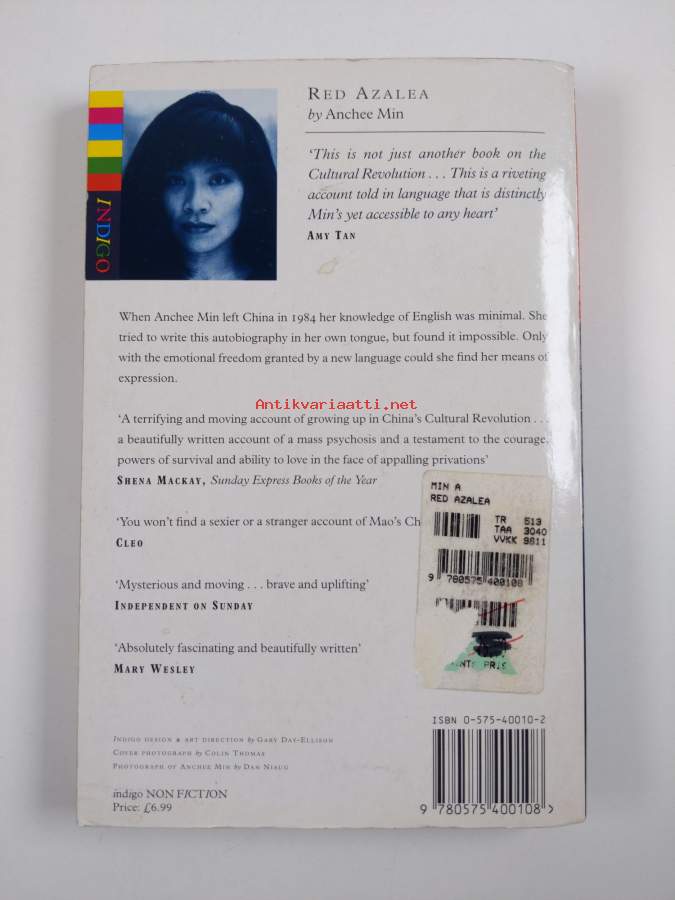 RED AZALEA
by Anchee Min
‘This is not just another book on the
Cultural Revolution . . . This is a riveting
account told in language that is distinctly
Min’s yet accessible to any heart’
AMY TAN
INDIGO
When Anchee Min left China in 1984 her knowledge of English was minimal. She
tried to write this autobiography in her own tongue, but found it impossible. Only
with the emotional freedom granted by a new language could she find her means of
expression.
Antikvariaatti.net
‘A terrifying and moving account of growing up in China’s Cultural Revolution . . .
a beautifully written account of a mass psychosis and a testament to the courage,
powers of survival and ability to love in the face of appalling privations’
SHENA MACKAY, Sunday Express Books of the Year
‘You won’t find a sexier or a stranger account of Mao’s Ch
CLEO
‘Mysterious and moving . . . brave and uplifting’
INDEPENDENT ON SUNDAY
‘Absolutely fascinating and beautifully written’
MARY WESLEY
MIN A
RED AZALEA
TR 513
TAA 3040
VVKK 9811
9 780575 400108
PRIS
INDIGO DESIGN & ART DIRECTION by GARY DAY-ELLISON
COVER PHOTOGRAPH by COLIN THOMAS
PHOTOGRAPH OF ANCHEE MIN by DAN
indigo NON FICTION
Price: £6.99
ISBN 0-575-40010-2
9 780575 400108 >